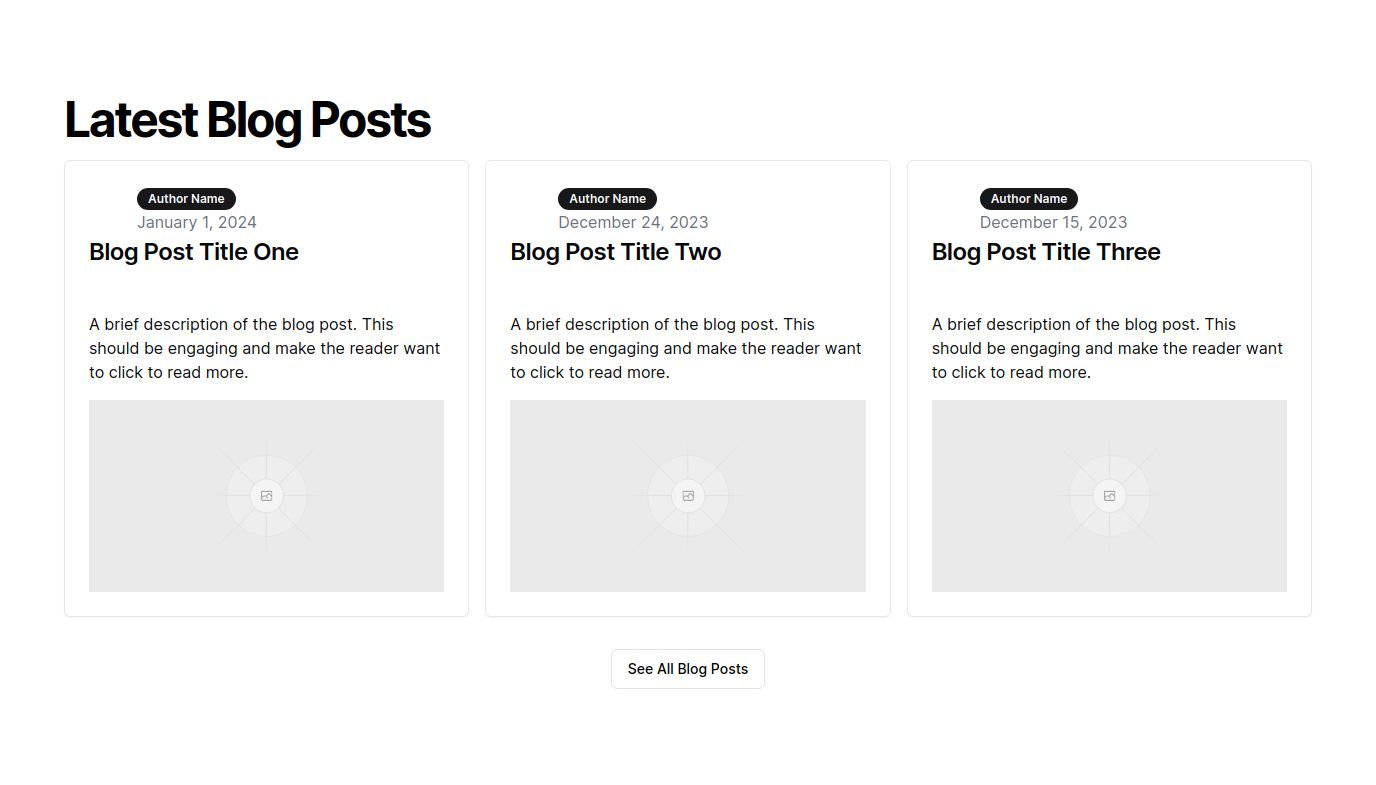 Latest Blog Posts
Author Name
January 1, 2024
Blog Post Title One
A brief description of the blog post. This
should be engaging and make the reader want
to click to read more.
Author Name
December 24, 2023
Blog Post Title Two
A brief description of the blog post. This
should be engaging and make the reader want
to click to read more.
Author Name
December 15, 2023
Blog Post Title Three
A brief description of the blog post. This
should be engaging and make the reader want
to click to read more.
See All Blog Posts